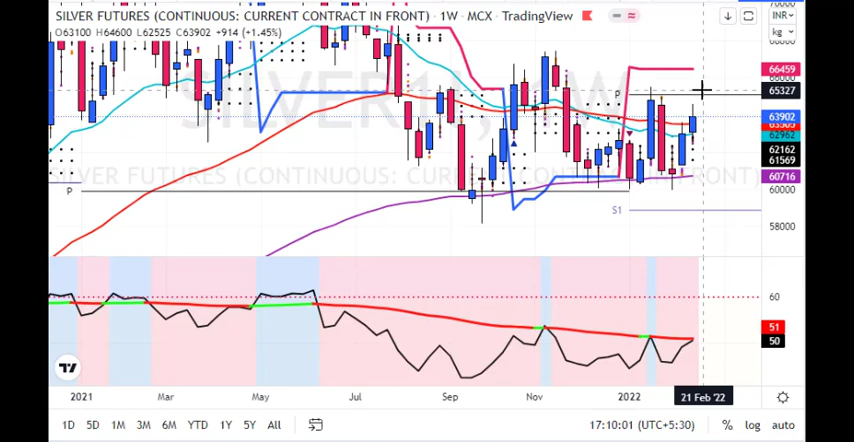 SILVER FUTURES (CONTINUOUS: CURRENT CONTRACT IN FRONT) · 1W · MCX · TradingView
O63100 H64600 L62525 C63902 +914 (+1.45%)
INR
kg
SILVER1!, 1W
SILVER FUTURES (CONTINUOUS: CURRENT CONTRACT IN FRONT)
66459
P
65327
63902
62962
62162
61569
60716
60000
P
S1
58000
60
51
50
2021
Mar
May
Jul
Sep
Nov
2022
21 Feb '22
1D 5D 1M 3M 6M YTD 1Y 5Y All
17:10:01 (UTC+5:30)
% log auto